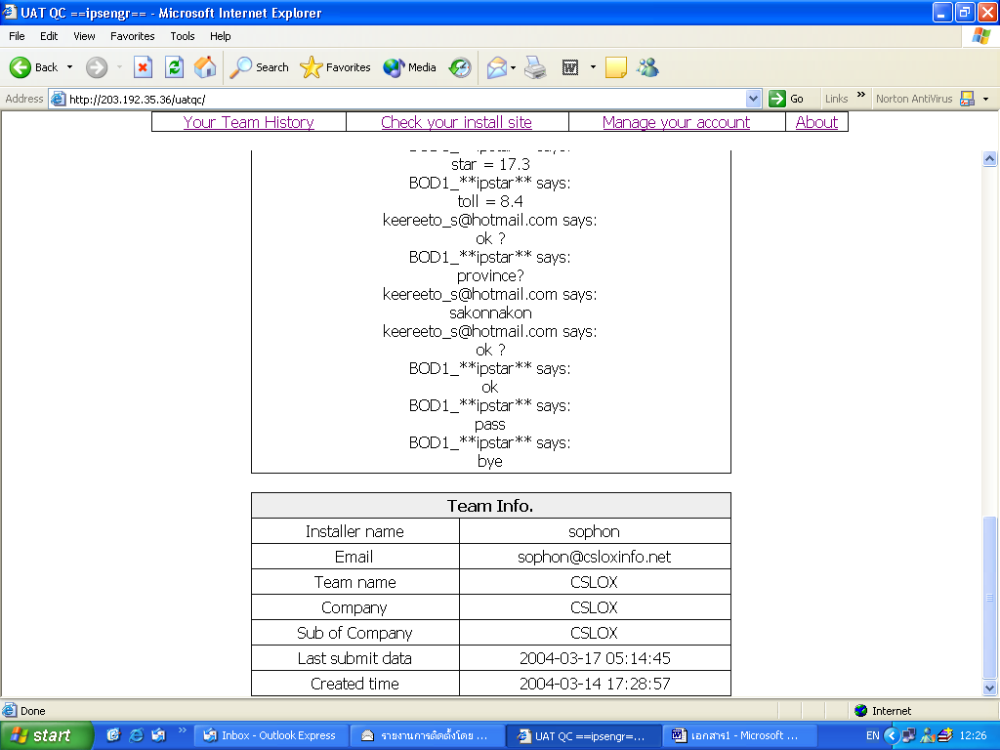 UAT QC ==ipsengr== - Microsoft Internet Explorer
File Edit View Favorites Tools Help
Back Search Favorites Media
Address http://203.192.35.36/uatqc/ Go Links » Norton AntiVirus
Your Team History Check your install site Manage your account About
star = 17.3
BOD1_**ipstar** says:
toll = 8.4
keereeto_s@hotmail.com says:
ok ?
BOD1_**ipstar** says:
province?
keereeto_s@hotmail.com says:
sakonnakon
keereeto_s@hotmail.com says:
ok ?
BOD1_**ipstar** says:
ok
BOD1_**ipstar** says:
pass
BOD1_**ipstar** says:
bye
Team Info.
Installer name sophon
Email sophon@csloxinfo.net
Team name CSLOX
Company CSLOX
Sub of Company CSLOX
Last submit data 2004-03-17 05:14:45
Created time 2004-03-14 17:28:57
Done Internet
start » Inbox - Outlook Express รายงานการติดตั้งโดย ... UAT QC ==ipsengr=... เอกสาร1 - Microsoft ... EN 12:26